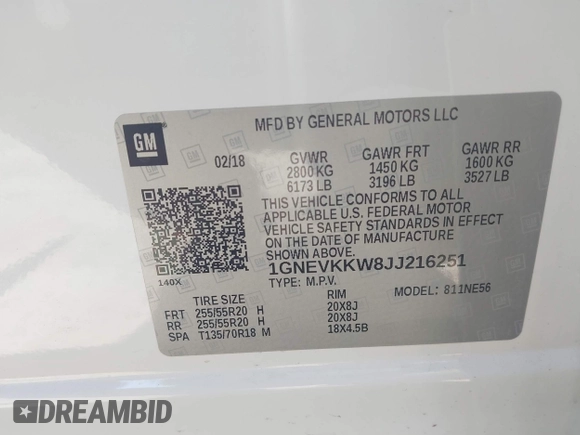 GM
MFD BY GENERAL MOTORS LLC
02/18
GVWR GAWR FRT GAWR RR
2800 KG 1450 KG 1600 KG
6173 LB 3196 LB 3527 LB
THIS VEHICLE CONFORMS TO ALL
APPLICABLE U.S. FEDERAL MOTOR
VEHICLE SAFETY STANDARDS IN EFFECT
ON THE DATE OF MANUFACTURE
SHOWN ABOVE.
1GNEVKKW8JJ216251
140X
TYPE: M.P.V. MODEL: 811NE56
TIRE SIZE RIM
FRT 255/55R20 H 20X8J
RR 255/55R20 H 20X8J
SPA T135/70R18 M 18X4.5B
DREAMBID